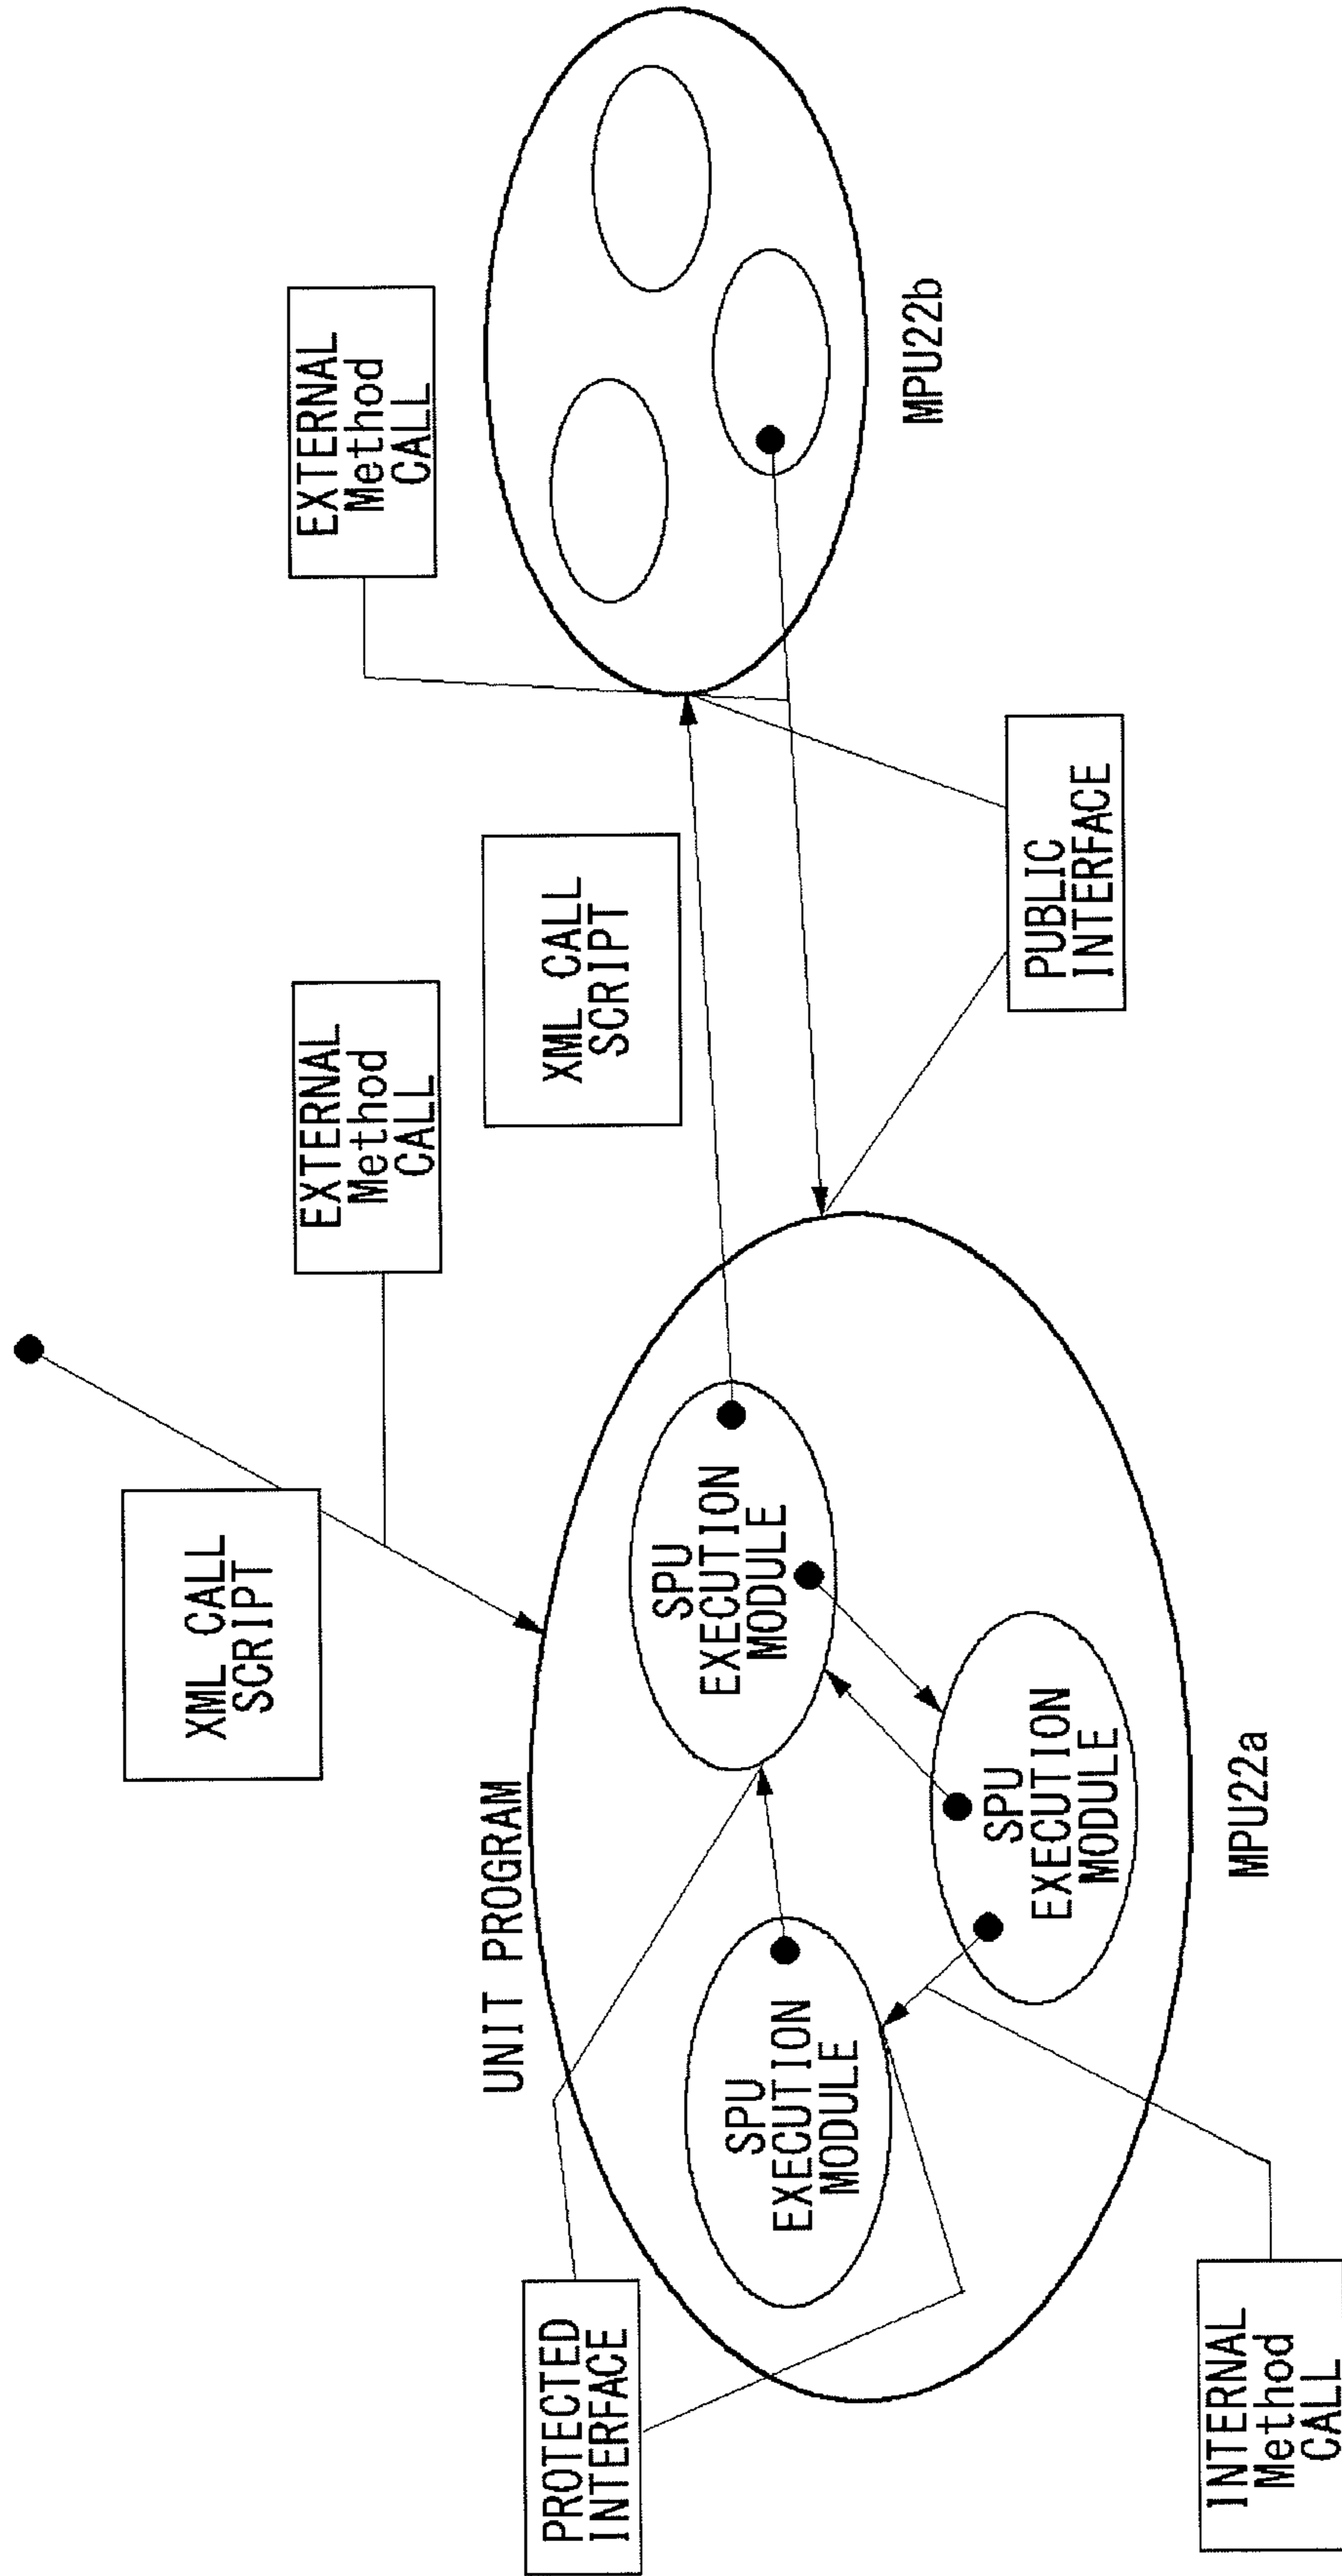 XML CALL
SCRIPT
EXTERNAL
Method
CALL
EXTERNAL
Method
CALL
XML CALL
SCRIPT
UNIT PROGRAM
PROTECTED
INTERFACE
SPU
EXECUTION
MODULE
SPU
EXECUTION
MODULE
SPU
EXECUTION
MODULE
PUBLIC
INTERFACE
MPU22b
INTERNAL
Method
CALL
MPU22a